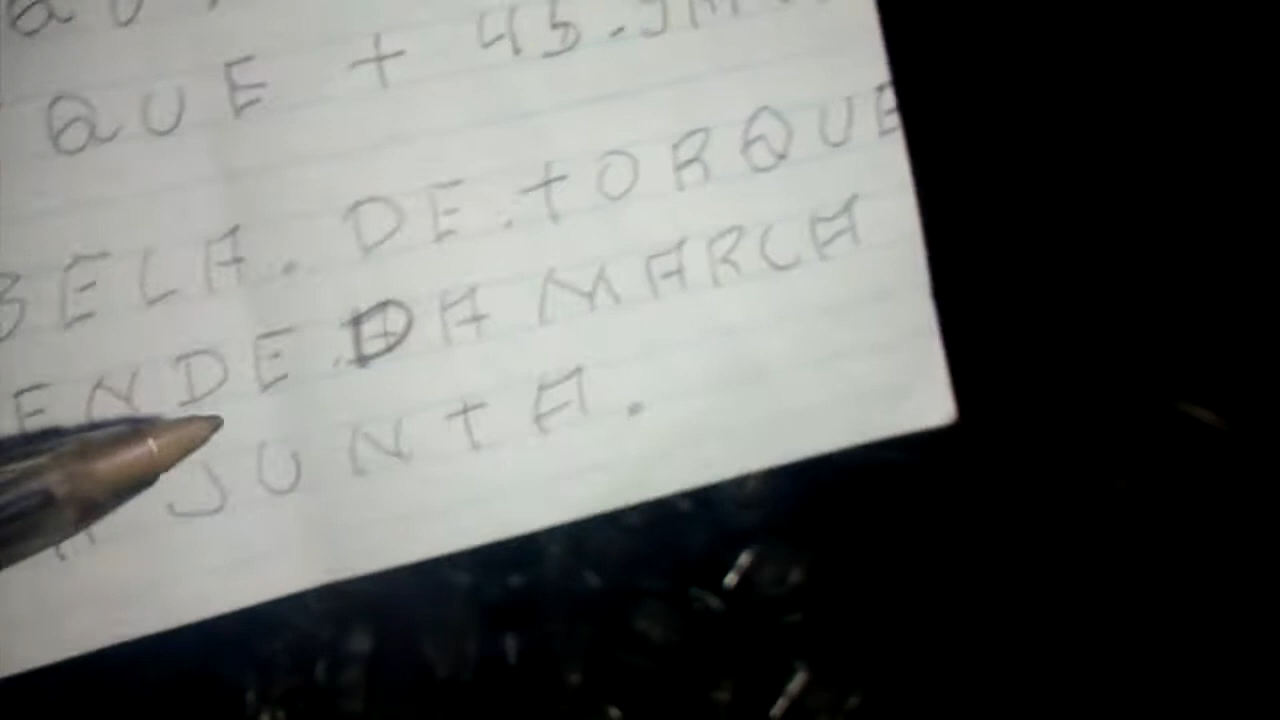 QUE + 45.
BELA. DE. TORQUE
ENDE DA MARCA
JUNTA.